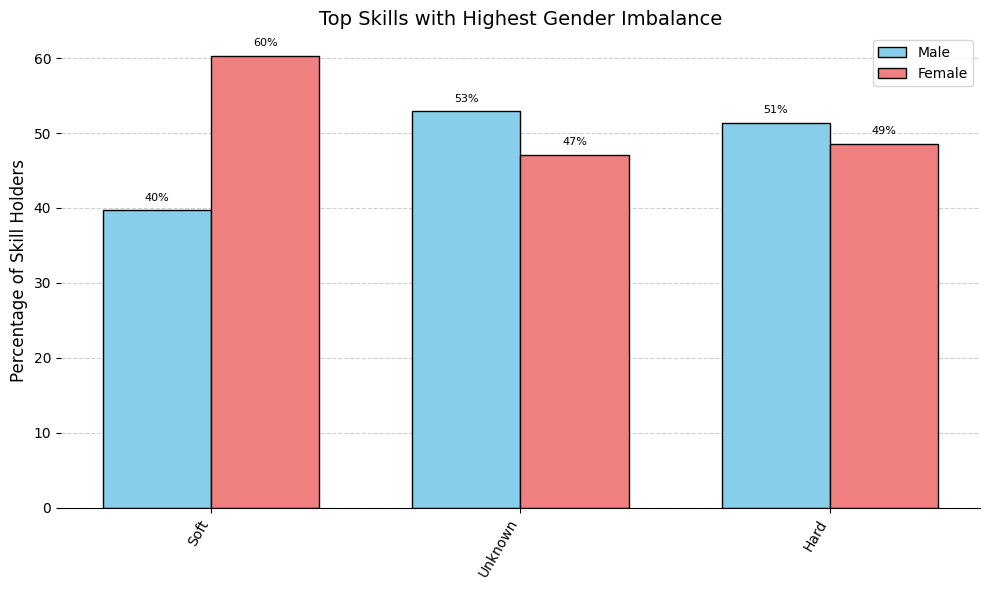 Top Skills with Highest Gender Imbalance
Male
Female
Percentage of Skill Holders
60
50
40
30
20
10
0
40%
60%
53%
47%
51%
49%
Soft
Unknown
Hard